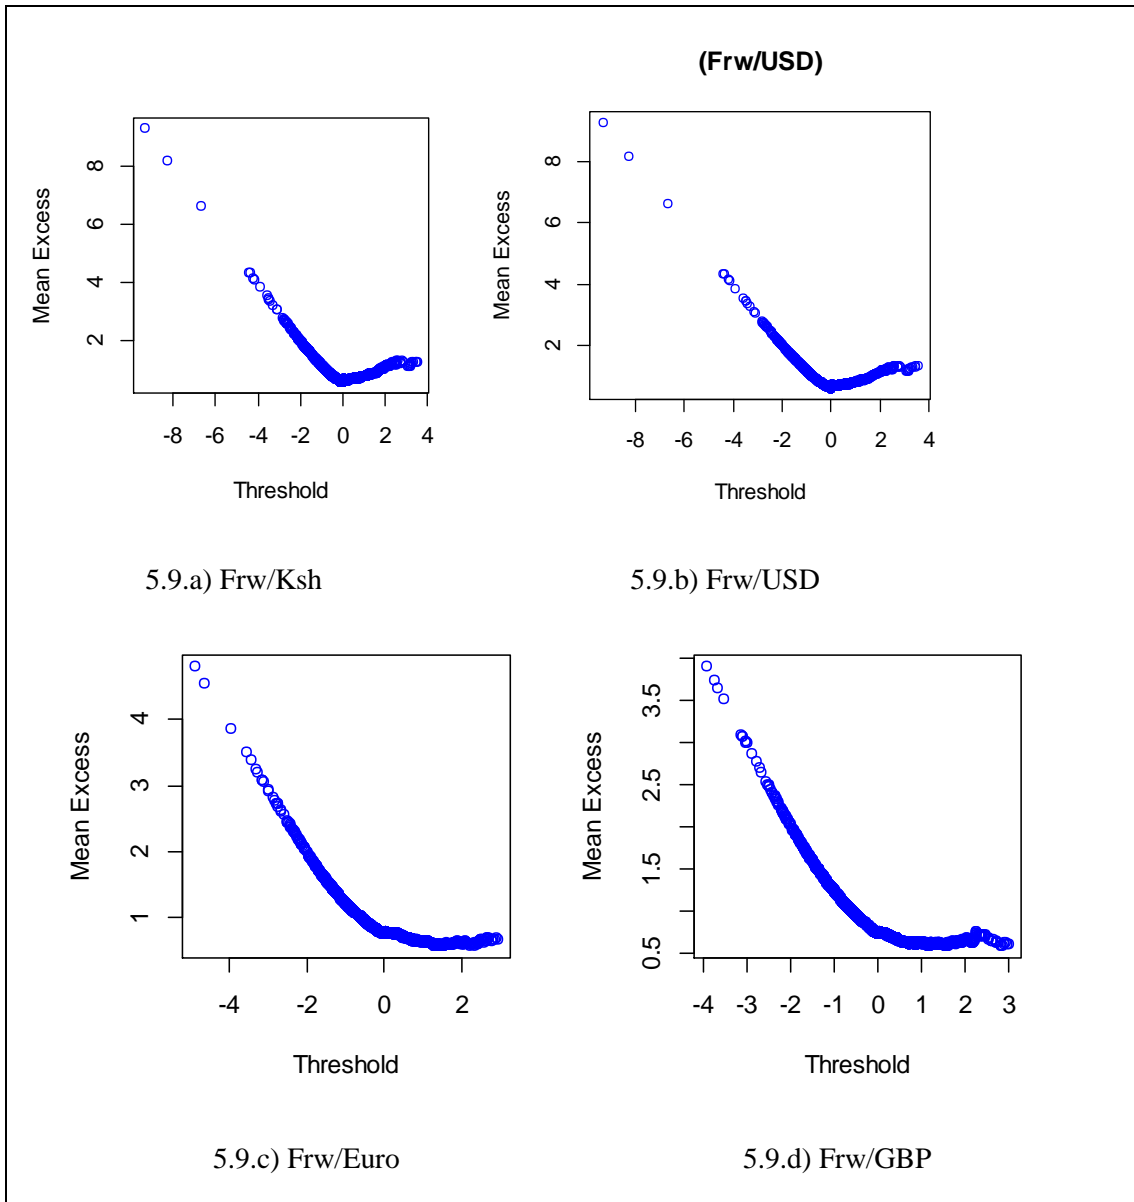 (Frw/USD)
Mean Excess
8
6
4
2
-8 -6 -4 -2 0 2 4
Threshold
Mean Excess
8
6
4
2
-8 -6 -4 -2 0 2 4
Threshold
5.9.a) Frw/Ksh
5.9.b) Frw/USD
Mean Excess
4
3
2
1
-4 -2 0 2
Threshold
Mean Excess
3.5
2.5
1.5
0.5
-4 -3 -2 -1 0 1 2 3
Threshold
5.9.c) Frw/Euro
5.9.d) Frw/GBP